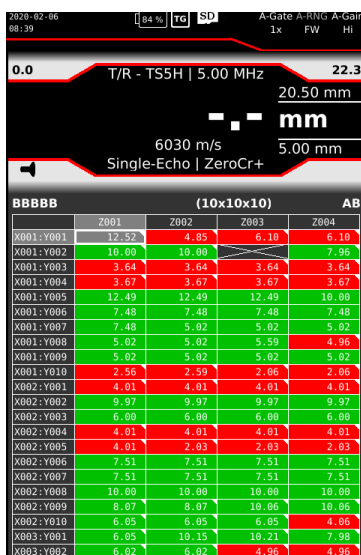 2020-02-06 84 % TG SD A-Gate A-RNG A-Gain
08:39 1x FW Hi
0.0 T/R - TS5H | 5.00 MHz 22.3
20.50 mm
-.- mm
6030 m/s 5.00 mm
Single-Echo | ZeroCr+
BBBBB (10x10x10) AB
Z001 Z002 Z003 Z004
X001:Y001 12.52 4.85 6.10 6.10
X001:Y002 10.00 10.00 7.96
X001:Y003 3.64 3.64 3.64 3.64
X001:Y004 3.67 3.67 3.67 3.67
X001:Y005 12.49 12.49 12.49 10.00
X001:Y006 7.48 7.48 7.48 7.48
X001:Y007 7.48 5.02 5.02 5.02
X001:Y008 5.02 5.02 5.59 4.96
X001:Y009 5.02 5.02 5.02 5.02
X001:Y010 2.56 2.59 2.06 2.06
X002:Y001 4.01 4.01 4.01 4.01
X002:Y002 9.97 9.97 9.97 9.97
X002:Y003 6.00 6.00 6.00 6.00
X002:Y004 4.01 4.01 4.01 4.01
X002:Y005 4.01 2.03 2.03 2.03
X002:Y006 7.51 7.51 7.51 7.51
X002:Y007 7.51 7.51 7.51 7.51
X002:Y008 10.00 10.00 10.00 10.00
X002:Y009 8.07 8.07 10.06 10.06
X002:Y010 6.05 6.05 6.05 4.06
X003:Y001 6.05 10.15 10.21 7.98
X003:Y002 6.02 6.02 4.96 4.96